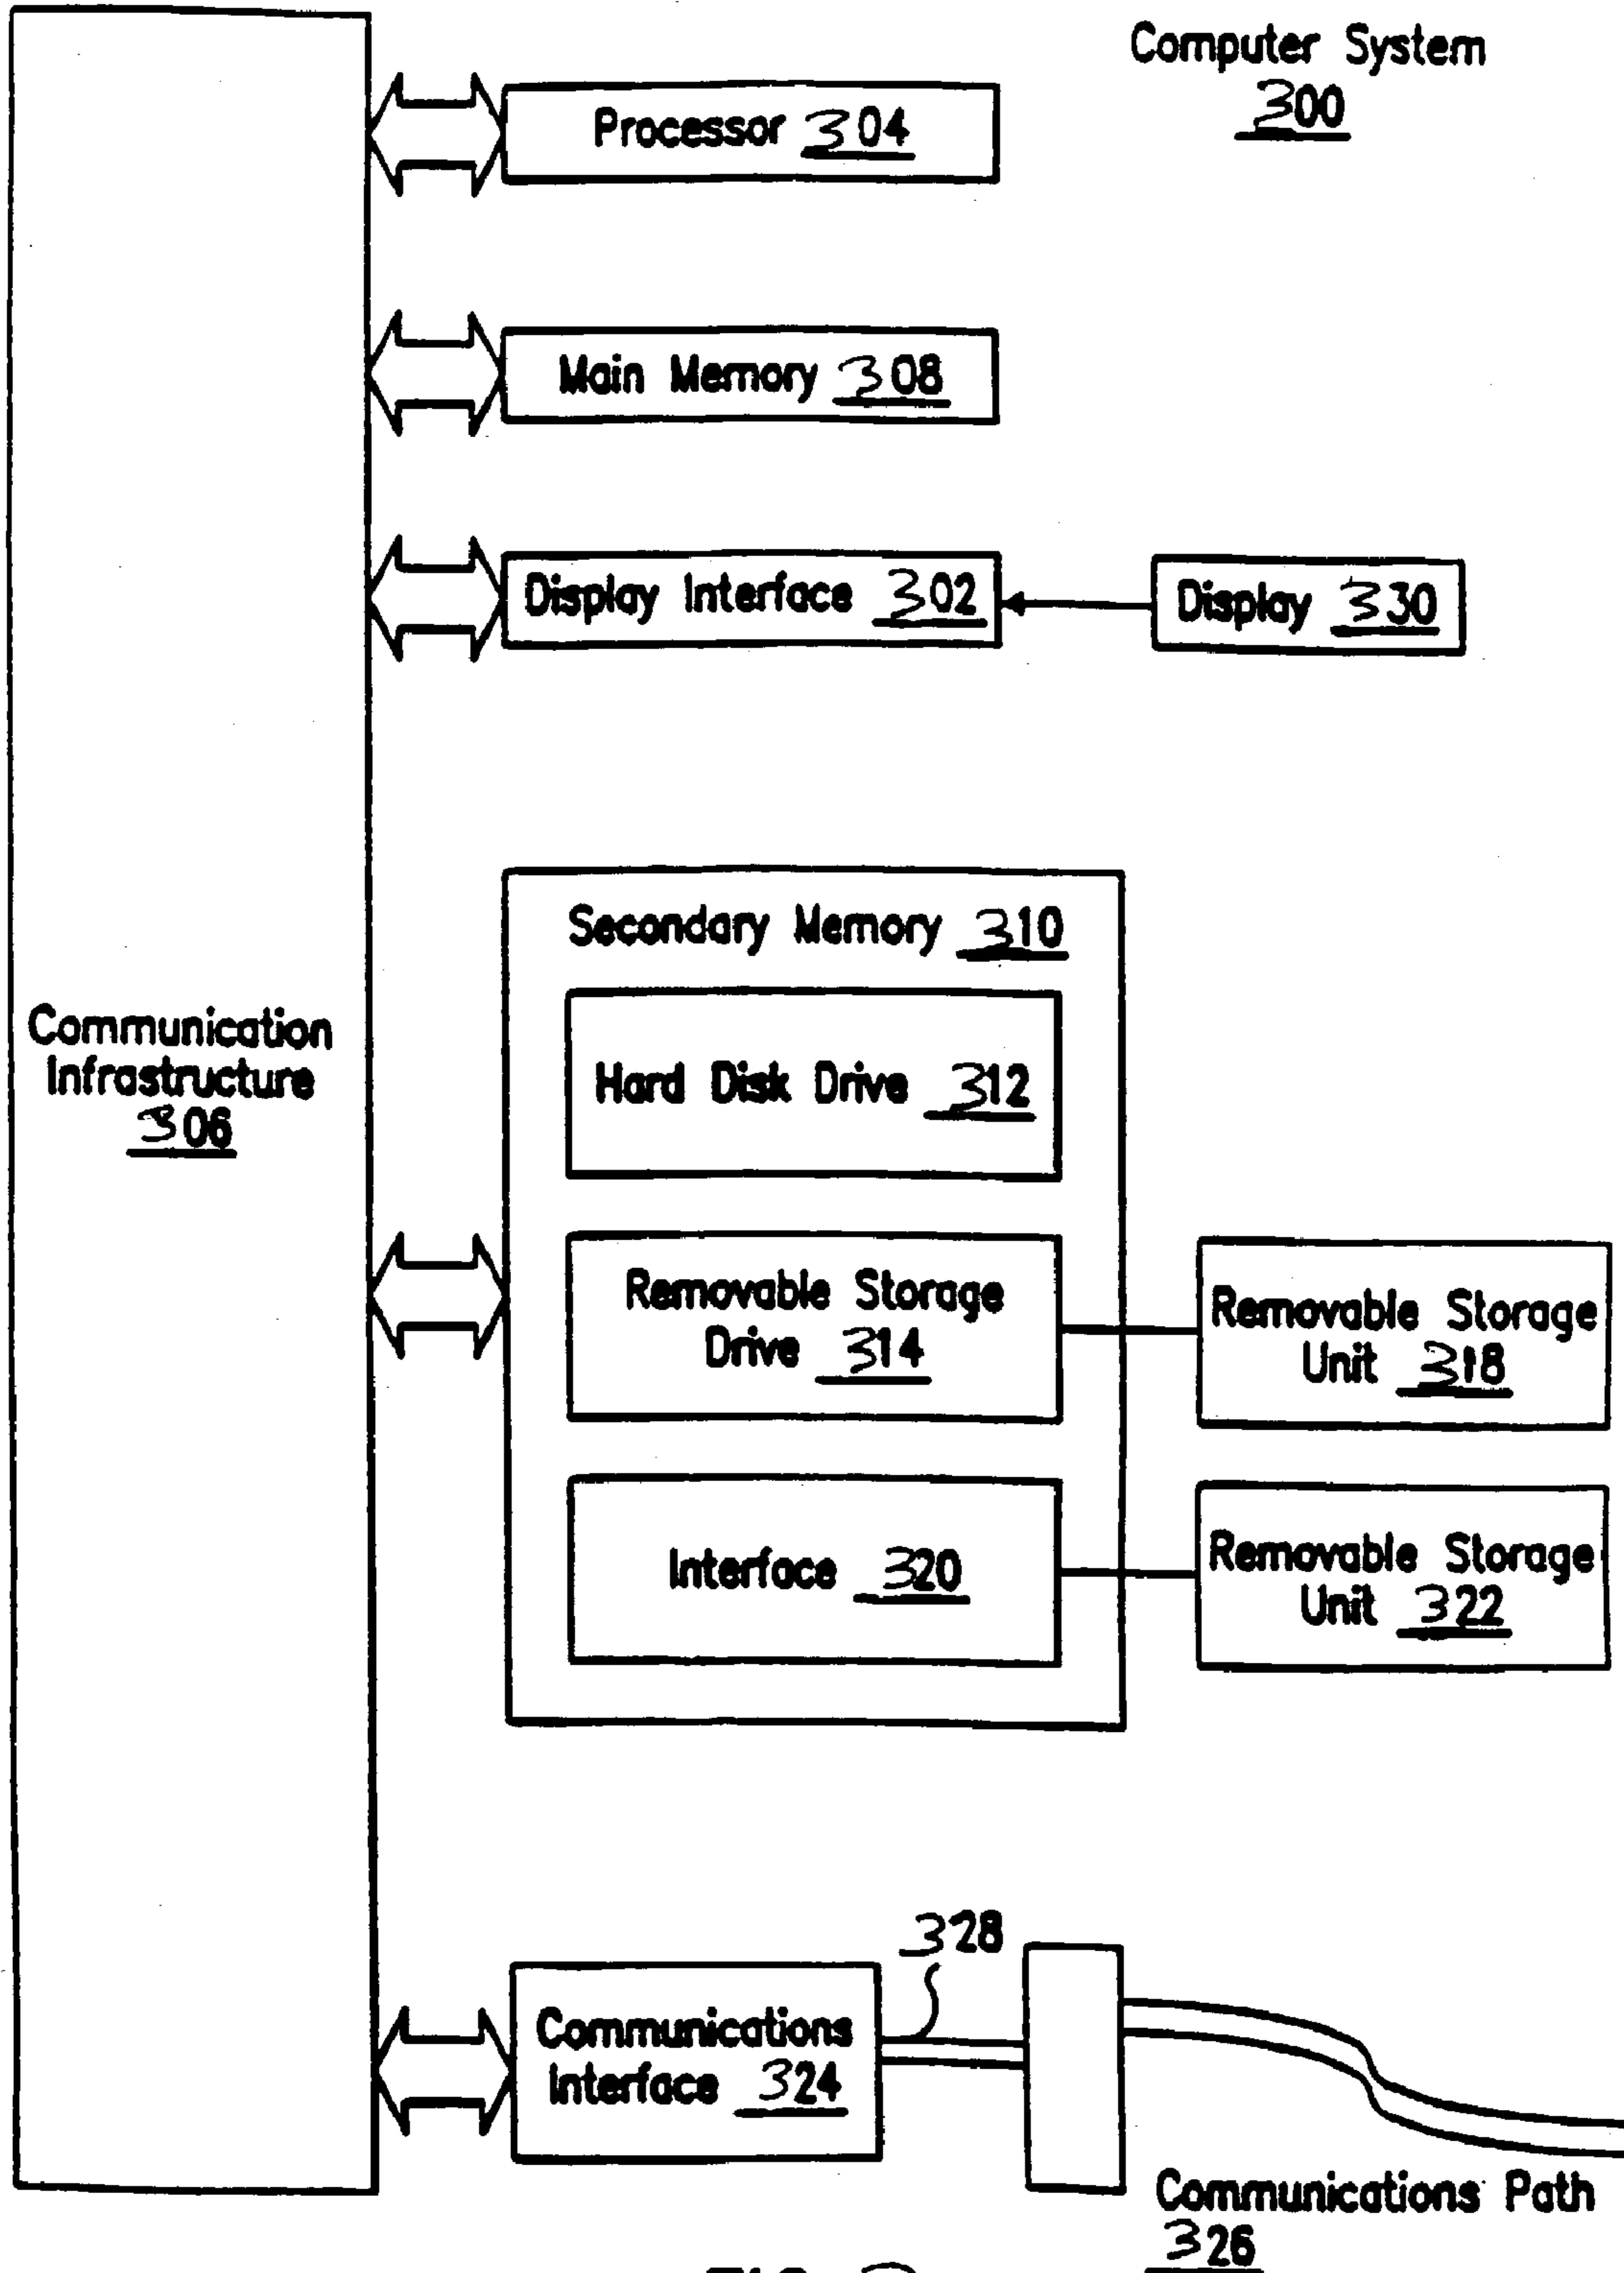 Computer System
300
Processor 304
Main Memory 308
Display Interface 302
Display 330
Secondary Memory 310
Communication
Infrastructure
306
Hard Disk Drive 312
Removable Storage
Drive 314
Removable Storage
Unit 318
Interface 320
Removable Storage
Unit 322
328
Communications
Interface 324
Communications Path
326